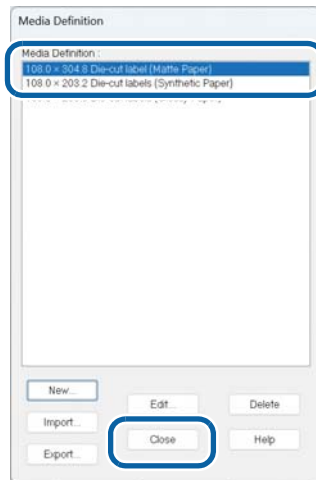 Media Definition
Media Definition :
108.0 × 304.8 Die-cut label (Matte Paper)
108.0 × 203.2 Die-cut labels (Synthetic Paper)
New...
Edit...
Delete
Import...
Close
Help
Export...